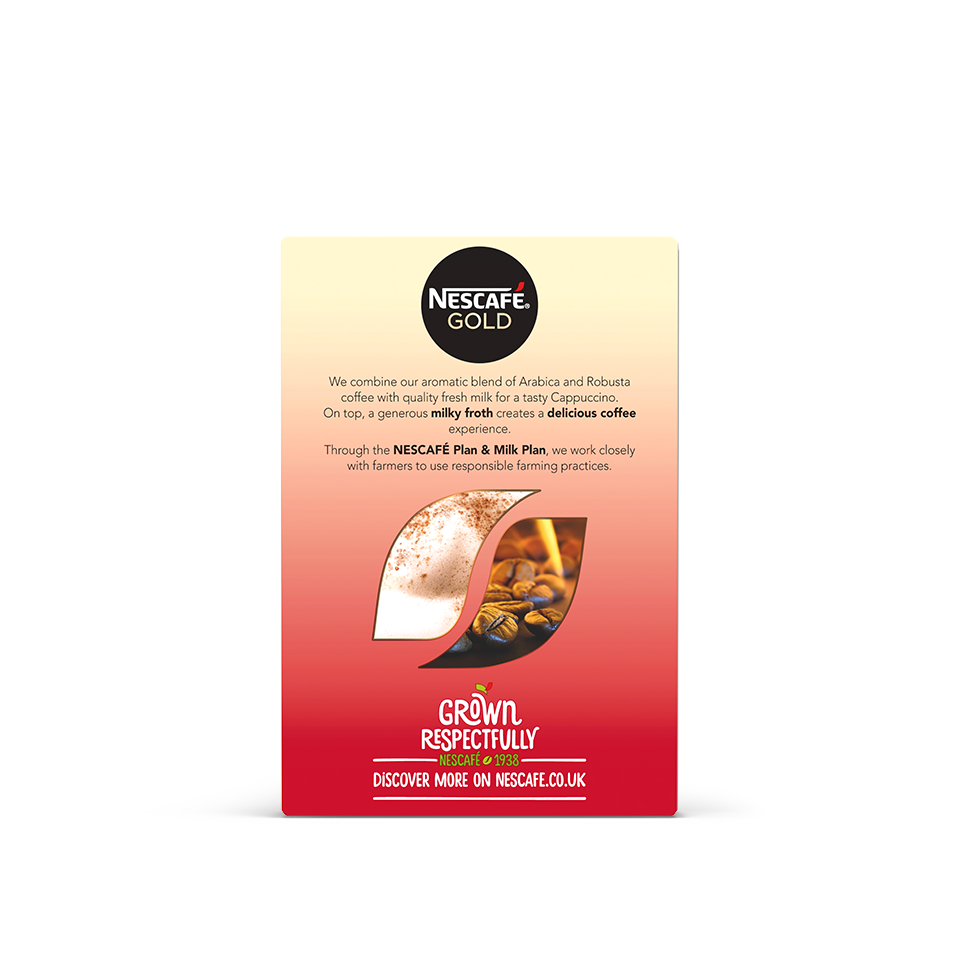 NESCAFÉ®
GOLD
We combine our aromatic blend of Arabica and Robusta
coffee with quality fresh milk for a tasty Cappuccino.
On top, a generous milky froth creates a delicious coffee
experience.
Through the NESCAFÉ Plan & Milk Plan, we work closely
with farmers to use responsible farming practices.
GROWN
RESPECTFULLY
NESCAFÉ 1938
DISCOVER MORE ON NESCAFE.CO.UK